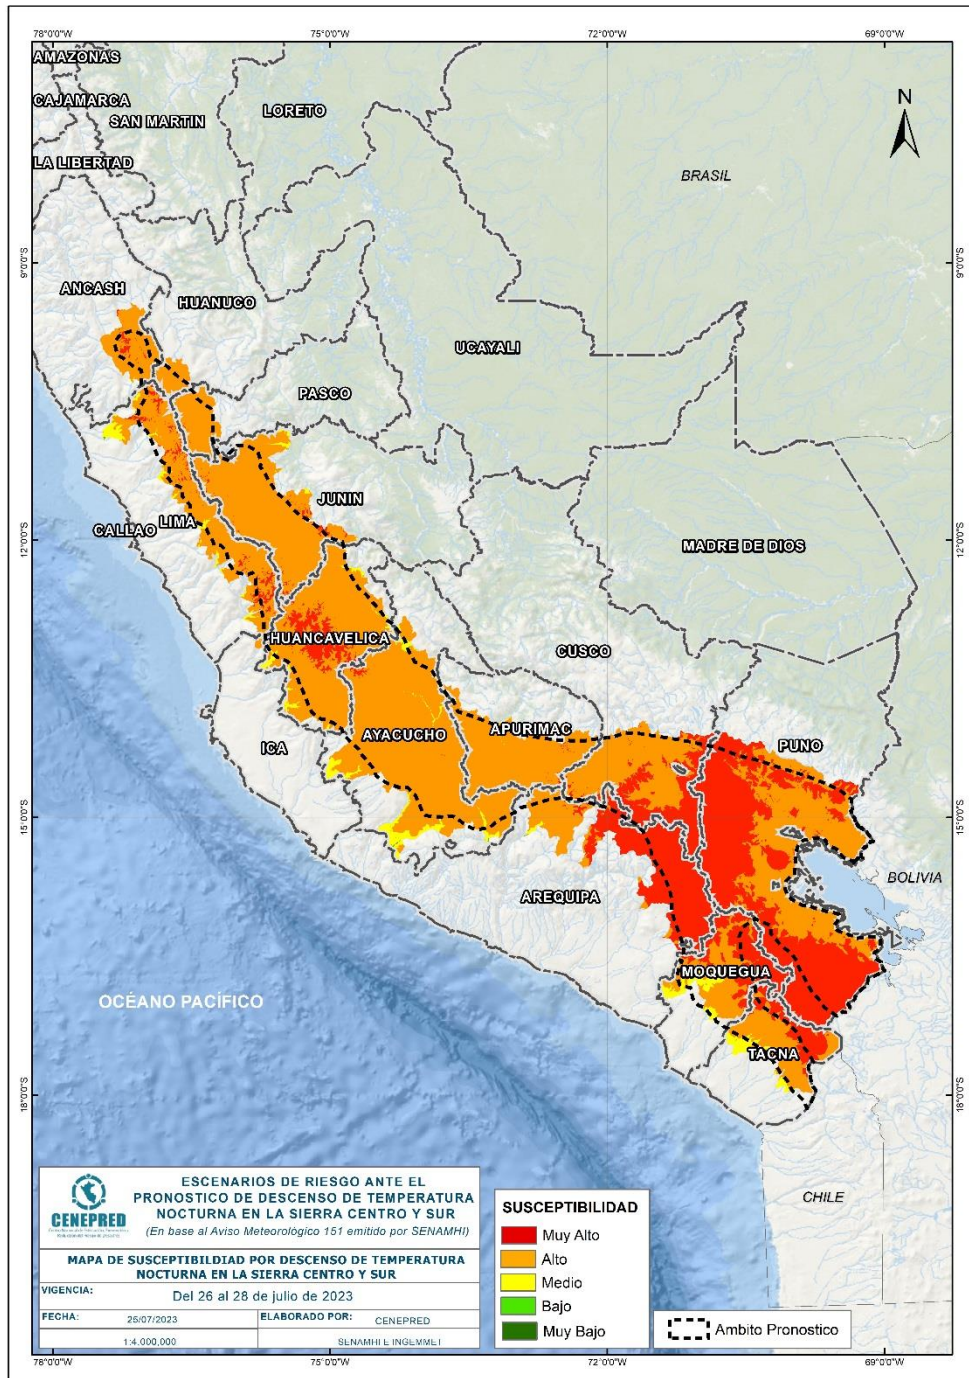 78°0'0"W 75°0'0"W 72°0'0"W 69°0'0"W
AMAZONAS
CAJAMARCA
SAN MARTIN
LORETO
N
LA LIBERTAD
BRASIL
9°0'0"S 9°0'0"S
ANCASH
HUANUCO
UCAYALI
PASCO
JUNIN
CALLAO
LIMA
12°0'0"S 12°0'0"S
MADRE DE DIOS
HUANCAVELICA
CUSCO
ICA
AYACUCHO
APURIMAC
PUNO
15°0'0"S 15°0'0"S
AREQUIPA
BOLIVIA
MOQUEGUA
OCÉANO PACÍFICO
TACNA
18°0'0"S 18°0'0"S
CHILE
CENEPRED
ESCENARIOS DE RIESGO ANTE EL
PRONOSTICO DE DESCENSO DE TEMPERATURA
NOCTURNA EN LA SIERRA CENTRO Y SUR
(En base al Aviso Meteorológico 151 emitido por SENAMHI)
MAPA DE SUSCEPTIBILDIAD POR DESCENSO DE TEMPERATURA
NOCTURNA EN LA SIERRA CENTRO Y SUR
VIGENCIA:
Del 26 al 28 de julio de 2023
FECHA: 25/07/2023 ELABORADO POR: CENEPRED
1:4,000,000 SENAMHI E INGEMMET
SUSCEPTIBILIDAD
Muy Alto
Alto
Medio
Bajo
Muy Bajo
Ambito Pronostico
78°0'0"W 75°0'0"W 72°0'0"W 69°0'0"W